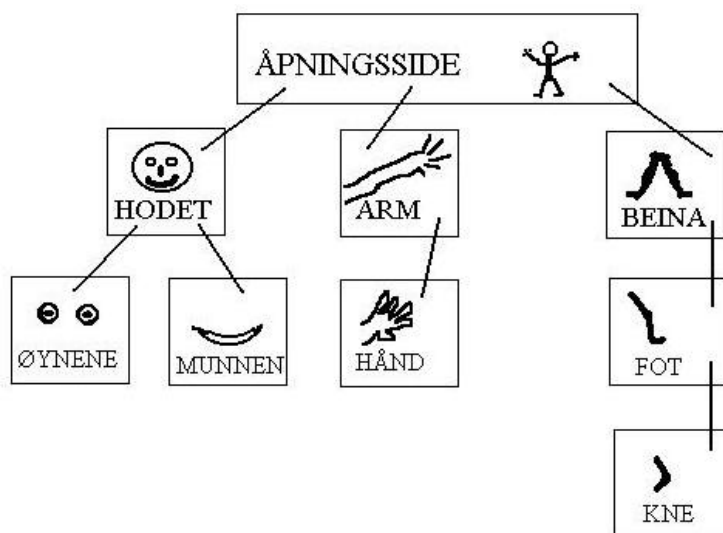 ÅPNINGSSIDE
HODET
ARM
BEINA
ØYNENE
MUNNEN
HÅND
FOT
KNE